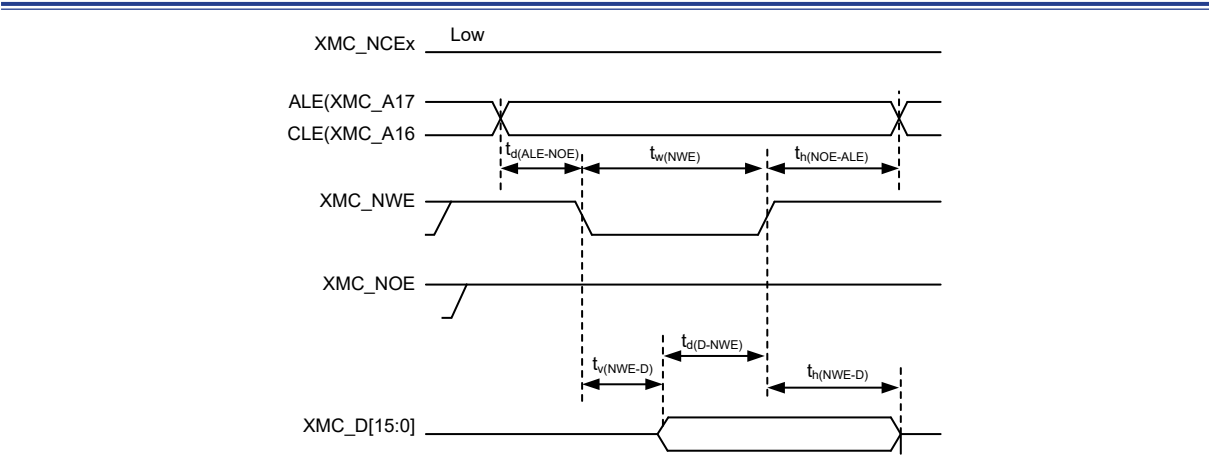 XMC_NCEx Low
ALE(XMC_A17
CLE(XMC_A16
td(ALE-NOE) tw(NWE) th(NOE-ALE)
XMC_NWE
XMC_NOE
td(D-NWE)
tv(NWE-D) th(NWE-D)
XMC_D[15:0]